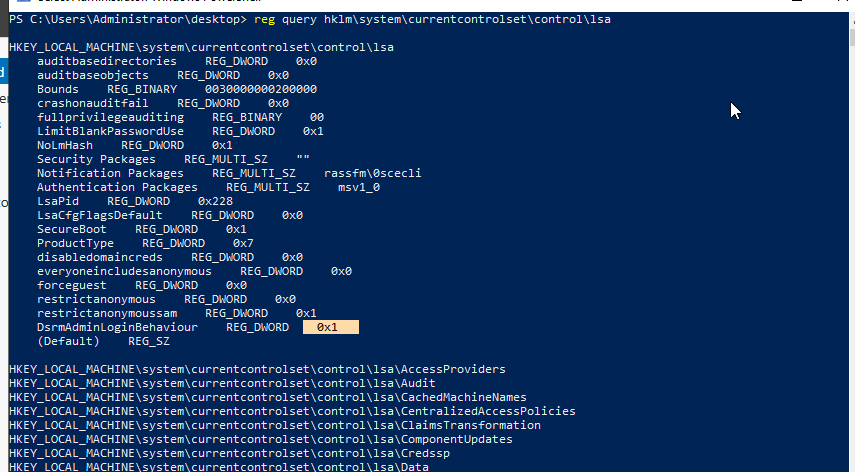 PS C:\Users\Administrator\desktop> reg query hklm\system\currentcontrolset\control\lsa
HKEY_LOCAL_MACHINE\system\currentcontrolset\control\lsa
auditbasedirectories REG_DWORD 0x0
auditbaseobjects REG_DWORD 0x0
Bounds REG_BINARY 0030000000200000
crashonauditfail REG_DWORD 0x0
fullprivilegeauditing REG_BINARY 00
LimitBlankPasswordUse REG_DWORD 0x1
NoLmHash REG_DWORD 0x1
Security Packages REG_MULTI_SZ ""
Notification Packages REG_MULTI_SZ rassfm\0scecli
Authentication Packages REG_MULTI_SZ msv1_0
LsaPid REG_DWORD 0x228
LsaCfgFlagsDefault REG_DWORD 0x0
SecureBoot REG_DWORD 0x1
ProductType REG_DWORD 0x7
disabledomaincreds REG_DWORD 0x0
everyoneincludesanonymous REG_DWORD 0x0
forceguest REG_DWORD 0x0
restrictanonymous REG_DWORD 0x0
restrictanonymoussam REG_DWORD 0x1
DsrmAdminLoginBehaviour REG_DWORD 0x1
(Default) REG_SZ
HKEY_LOCAL_MACHINE\system\currentcontrolset\control\lsa\AccessProviders
HKEY_LOCAL_MACHINE\system\currentcontrolset\control\lsa\Audit
HKEY_LOCAL_MACHINE\system\currentcontrolset\control\lsa\CachedMachineNames
HKEY_LOCAL_MACHINE\system\currentcontrolset\control\lsa\CentralizedAccessPolicies
HKEY_LOCAL_MACHINE\system\currentcontrolset\control\lsa\ClaimsTransformation
HKEY_LOCAL_MACHINE\system\currentcontrolset\control\lsa\ComponentUpdates
HKEY_LOCAL_MACHINE\system\currentcontrolset\control\lsa\Credssp
HKEY_LOCAL_MACHINE\system\currentcontrolset\control\lsa\Data